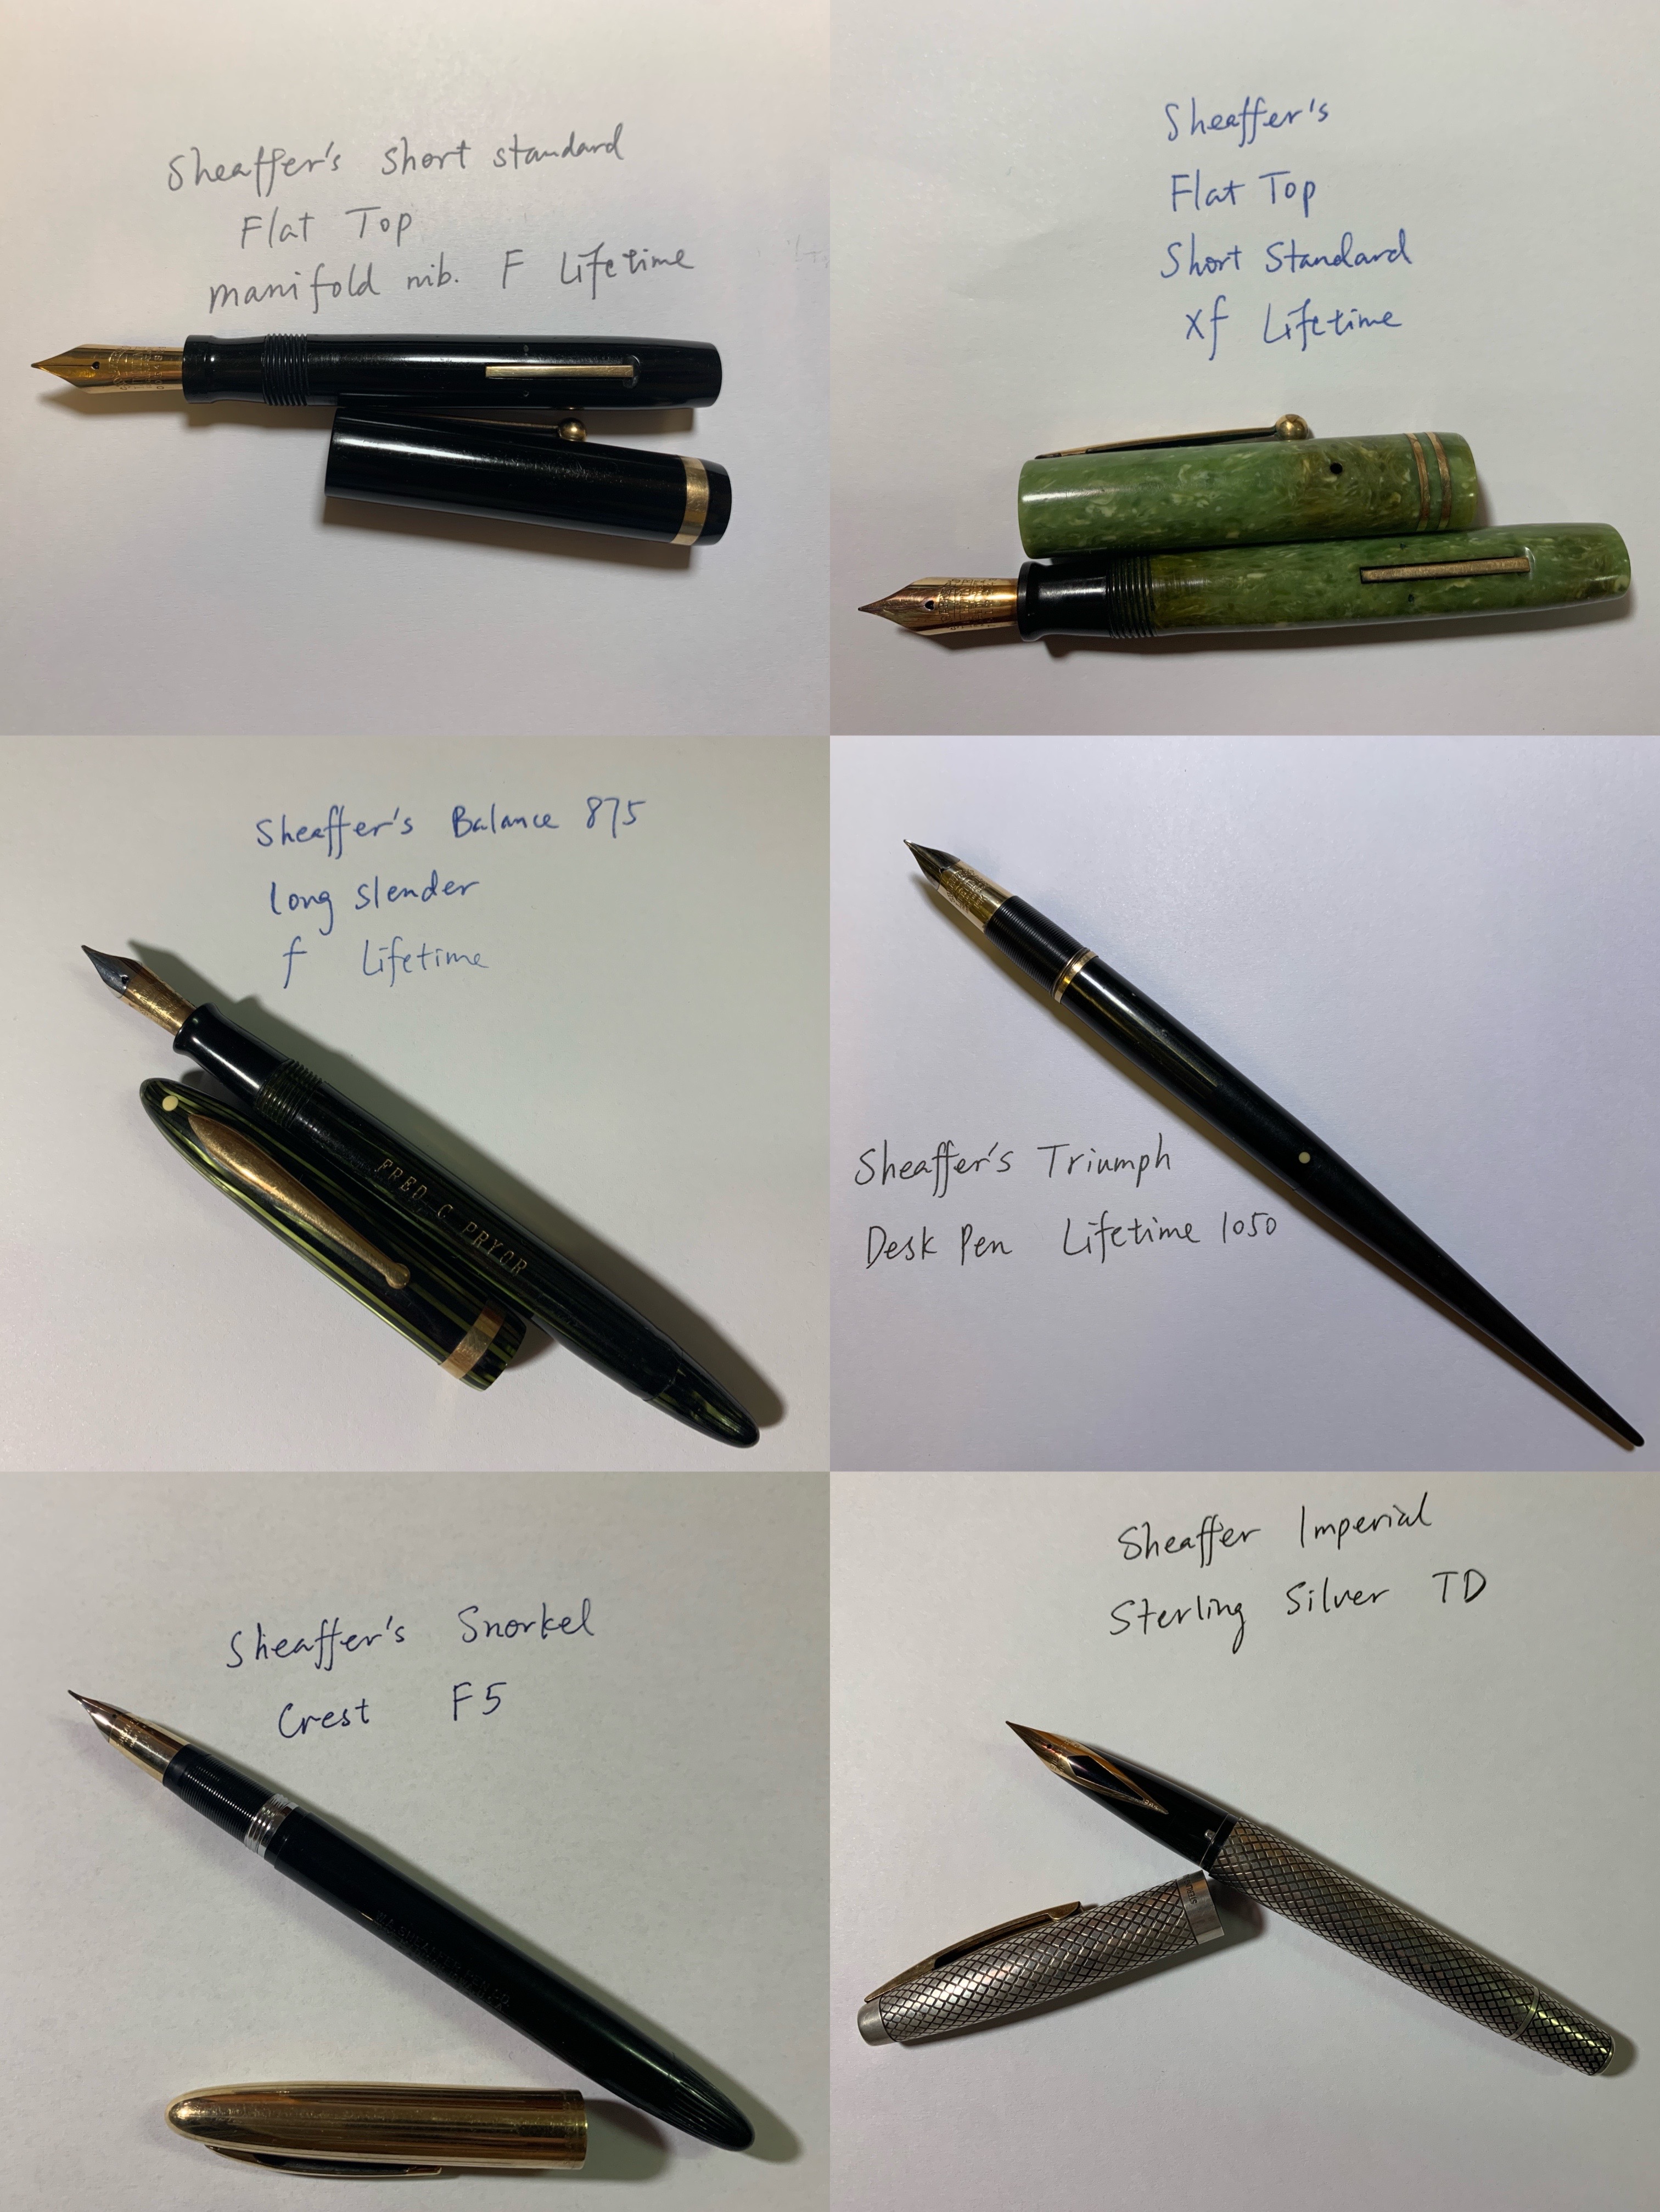 Sheaffer's short standard
Flat Top
manifold nib. F Lifetime
Sheaffer's
Flat Top
Short Standard
xf Lifetime
Sheaffer's Balance 875
long slender
f Lifetime
FRED C PRYOR
Sheaffer's Triumph
Desk Pen Lifetime 1050
Sheaffer's Snorkel
Crest F5
Sheaffer Imperial
Sterling Silver TD